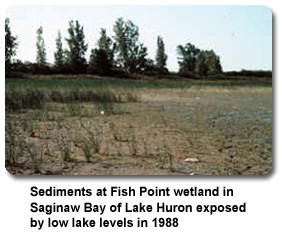 Sediments at Fish Point wetland in
Saginaw Bay of Lake Huron exposed
by low lake levels in 1988